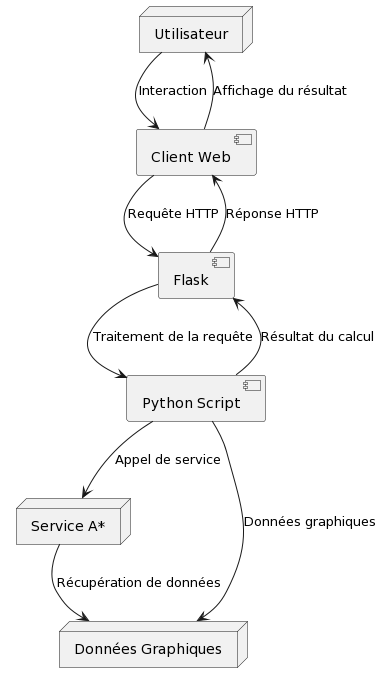 Utilisateur
Interaction
Affichage du résultat
Client Web
Requête HTTP
Réponse HTTP
Flask
Traitement de la requête
Résultat du calcul
Python Script
Appel de service
Service A*
Données graphiques
Récupération de données
Données Graphiques